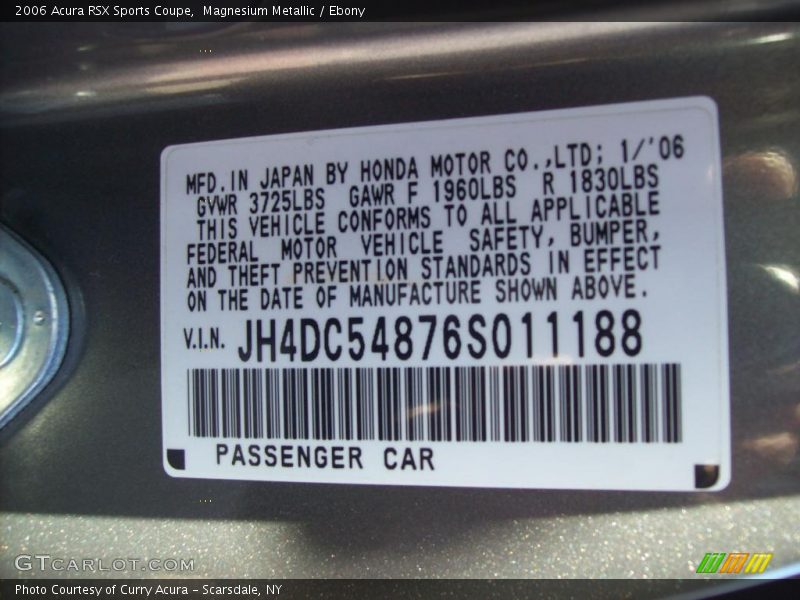 2006 Acura RSX Sports Coupe,  Magnesium Metallic / Ebony
MFD. IN JAPAN BY HONDA MOTOR CO.,LTD; 1/'06
GVWR 3725LBS GAWR F 1960LBS R 1830LBS
THIS VEHICLE CONFORMS TO ALL APPLICABLE
FEDERAL MOTOR VEHICLE SAFETY, BUMPER,
AND THEFT PREVENTION STANDARDS IN EFFECT
ON THE DATE OF MANUFACTURE SHOWN ABOVE.
V.I.N. JH4DC54876S011188
PASSENGER CAR
GTCARLOT.COM
Photo Courtesy of Curry Acura - Scarsdale, NY